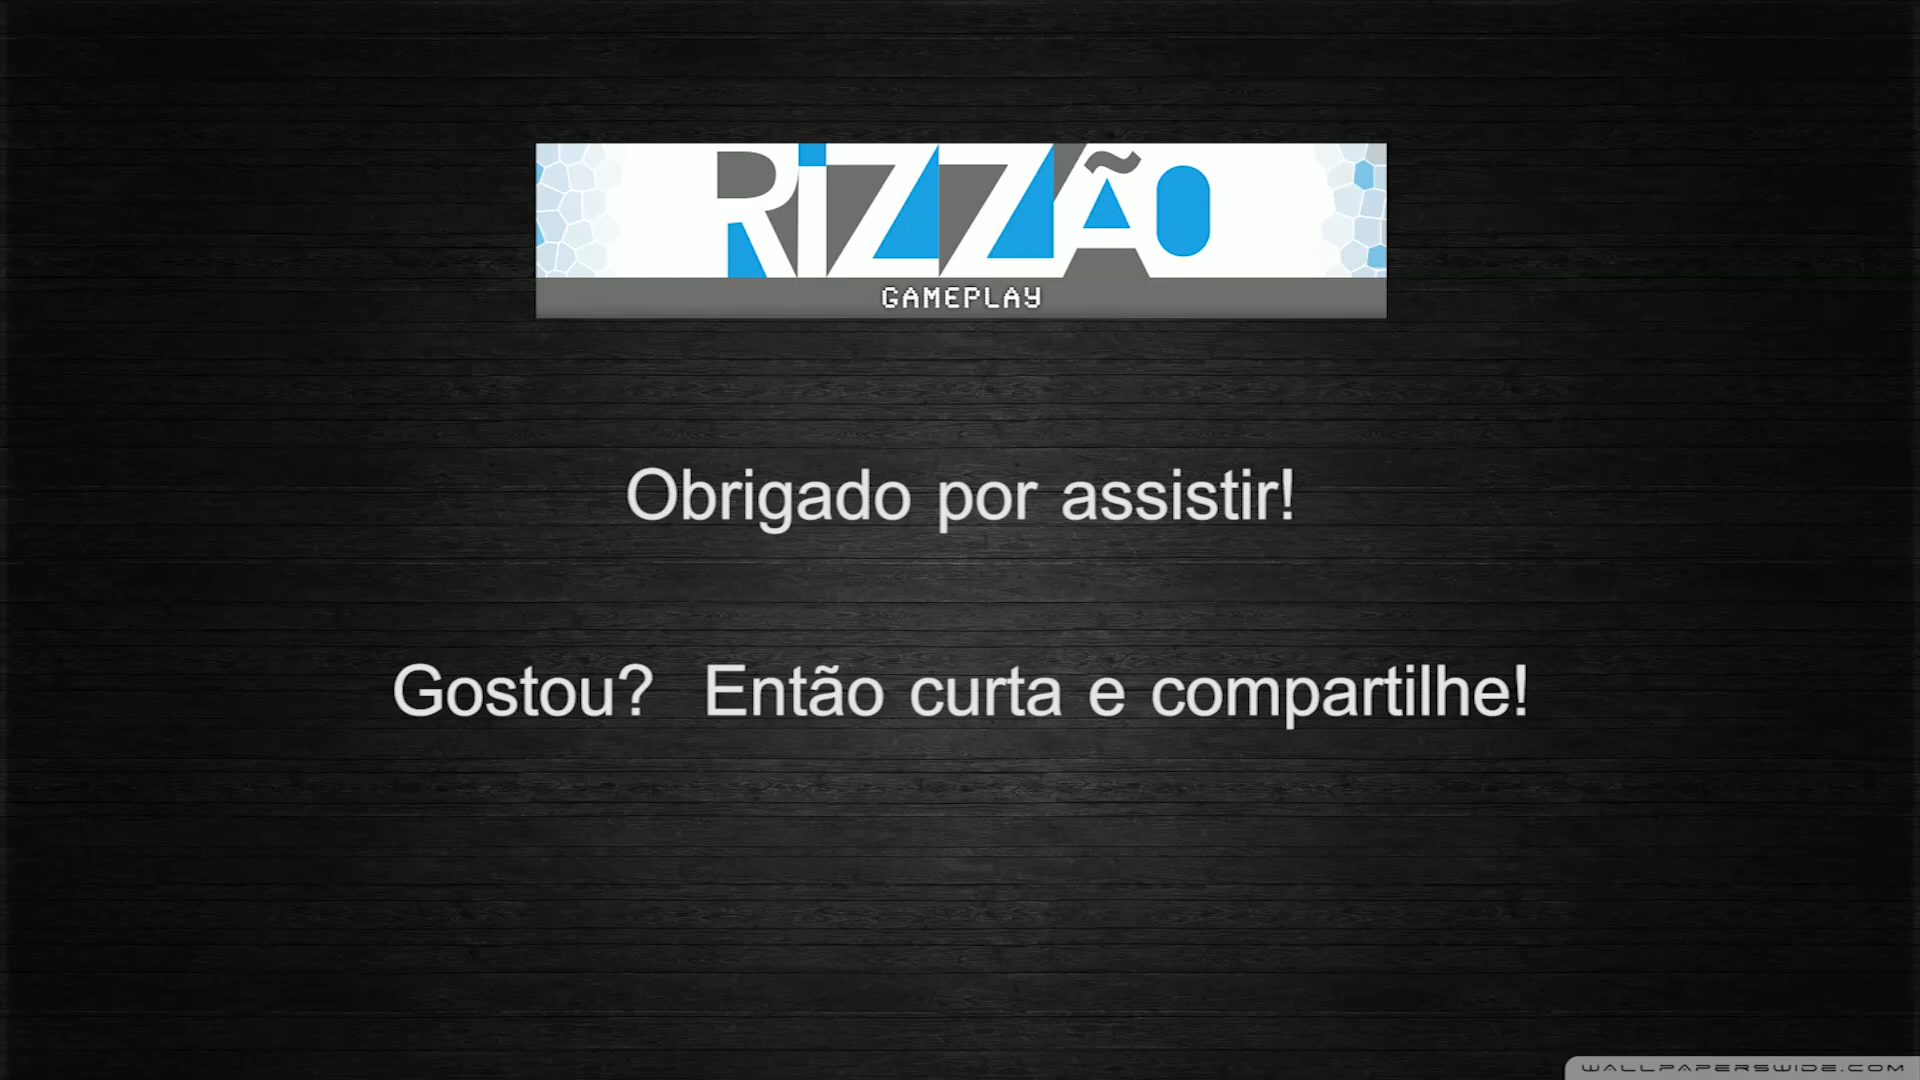 RiZZÃO
GAMEPLAY
Obrigado por assistir!
Gostou? Então curta e compartilhe!
WALLPAPERSWIDE.COM